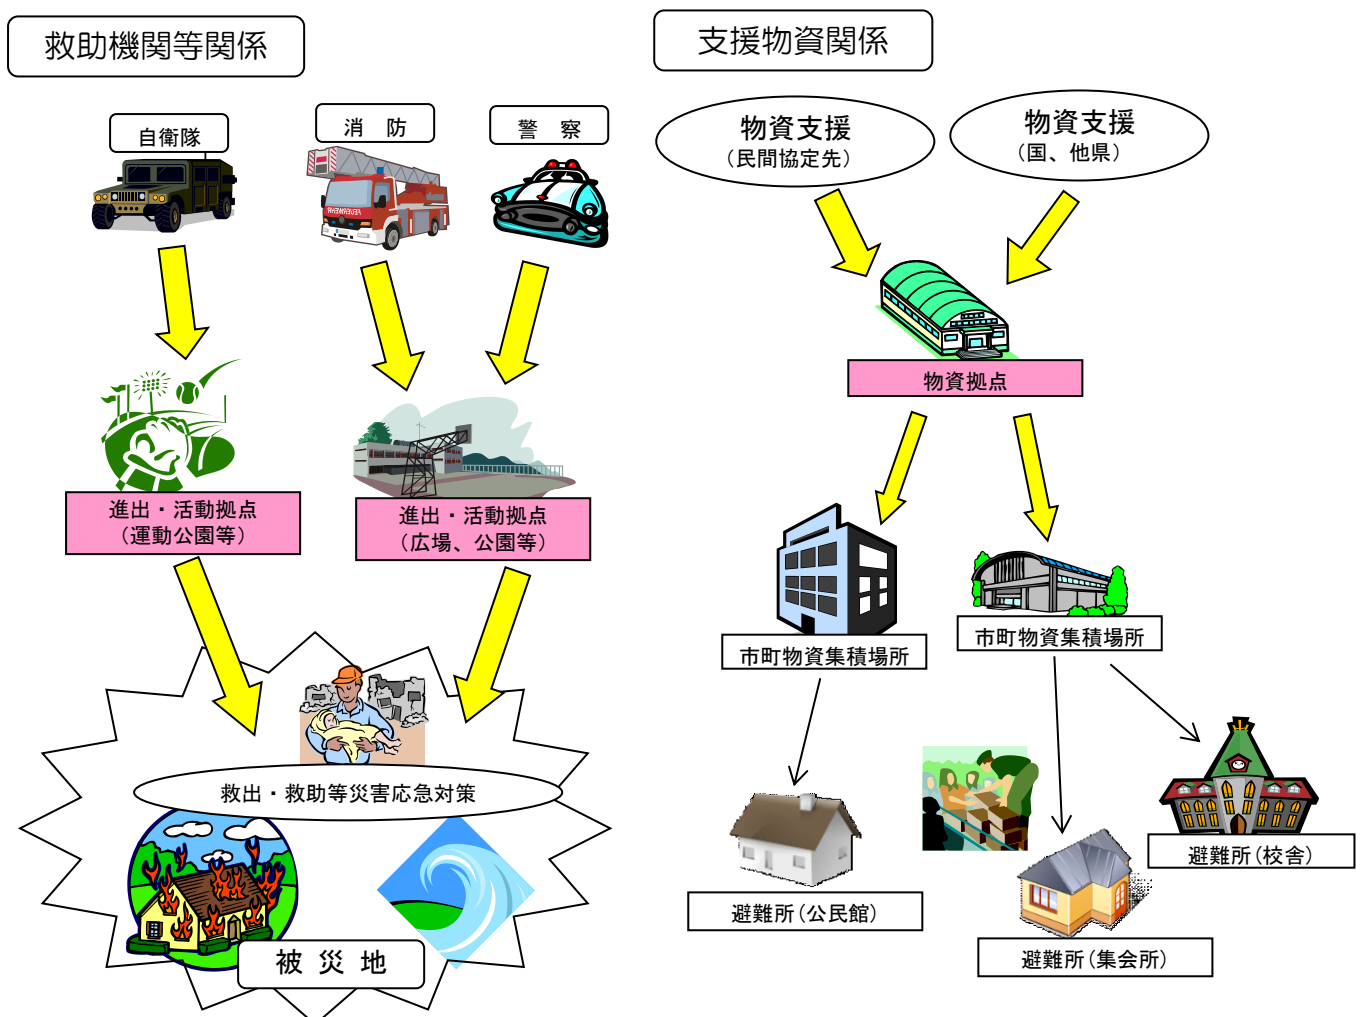 救助機関等関係
支援物資関係
自衛隊
消　防
警　察
物資支援
（民間協定先）
物資支援
（国、他県）
FEUERWEHR
物資拠点
進出・活動拠点
（運動公園等）
進出・活動拠点
（広場、公園等）
市町物資集積場所
市町物資集積場所
救出・救助等災害応急対策
避難所（校舎）
避難所（公民館）
避難所（集会所）
被 災 地